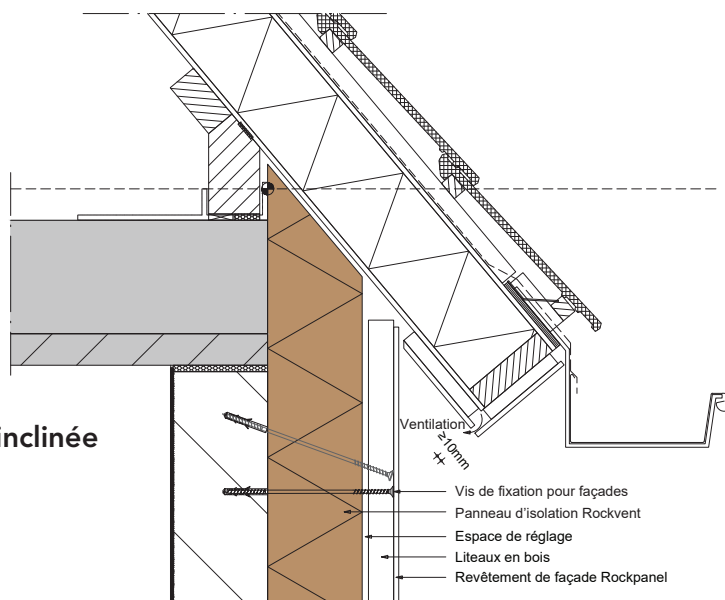 inclinée
Ventilation
≥10mm
Vis de fixation pour façades
Panneau d'isolation Rockvent
Espace de réglage
Liteaux en bois
Revêtement de façade Rockpanel